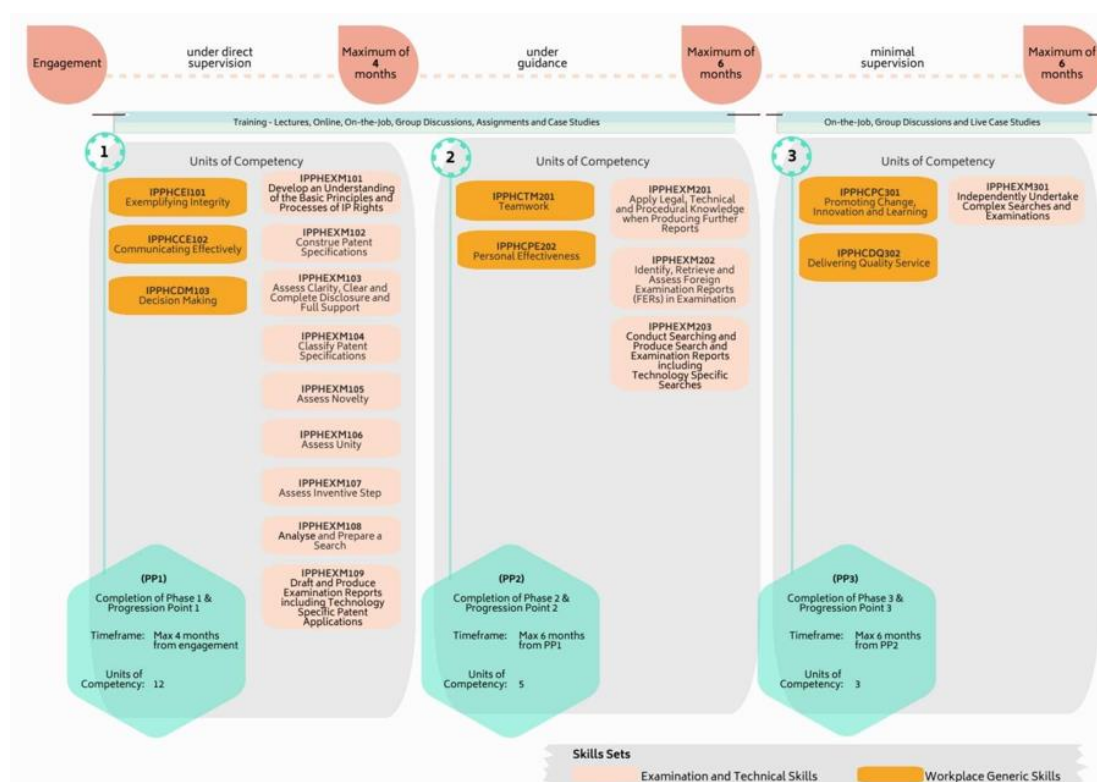 Engagement
under direct
supervision
Maximum of
4
months
under
guidance
Maximum of
6
months
minimal
supervision
Maximum of
6
months
Training - Lectures, Online, On-the-Job, Group Discussions, Assignments and Case Studies
On-the-Job, Group Discussions and Live Case Studies
1
Units of Competency
IPPHCEI101
Exemplifying Integrity
IPPHCCE102
Communicating Effectively
IPPHCDM103
Decision Making
IPPHEXM101
Develop an Understanding
of the Basic Principles and
Processes of IP Rights
IPPHEXM102
Construe Patent
Specifications
IPPHEXM103
Assess Clarity, Clear and
Complete Disclosure and
Full Support
IPPHEXM104
Classify Patent
Specifications
IPPHEXM105
Assess Novelty
IPPHEXM106
Assess Unity
IPPHEXM107
Assess Inventive Step
IPPHEXM108
Analyse and Prepare a
Search
IPPHEXM109
Draft and Produce
Examination Reports
including Technology
Specific Patent
Applications
(PP1)
Completion of Phase 1 &
Progression Point 1
Timeframe: Max 4 months
from engagement
Units of
Competency: 12
2
Units of Competency
IPPHCTM201
Teamwork
IPPHCPE202
Personal Effectiveness
IPPHEXM201
Apply Legal, Technical
and Procedural Knowledge
when Producing Further
Reports
IPPHEXM202
Identify, Retrieve and
Assess Foreign
Examination Reports
(FERs) in Examination
IPPHEXM203
Conduct Searching and
Produce Search and
Examination Reports
including
Technology Specific
Searches
(PP2)
Completion of Phase 2 &
Progression Point 2
Timeframe: Max 6 months
from PP1
Units of
Competency: 5
3
Units of Competency
IPPHCPC301
Promoting Change,
Innovation and Learning
IPPHCDQ302
Delivering Quality Service
IPPHEXM301
Independently Undertake
Complex Searches and
Examinations
(PP3)
Completion of Phase 3 &
Progression Point 3
Timeframe: Max 6 months
from PP2
Units of
Competency: 3
Skills Sets
Examination and Technical Skills
Workplace Generic Skills